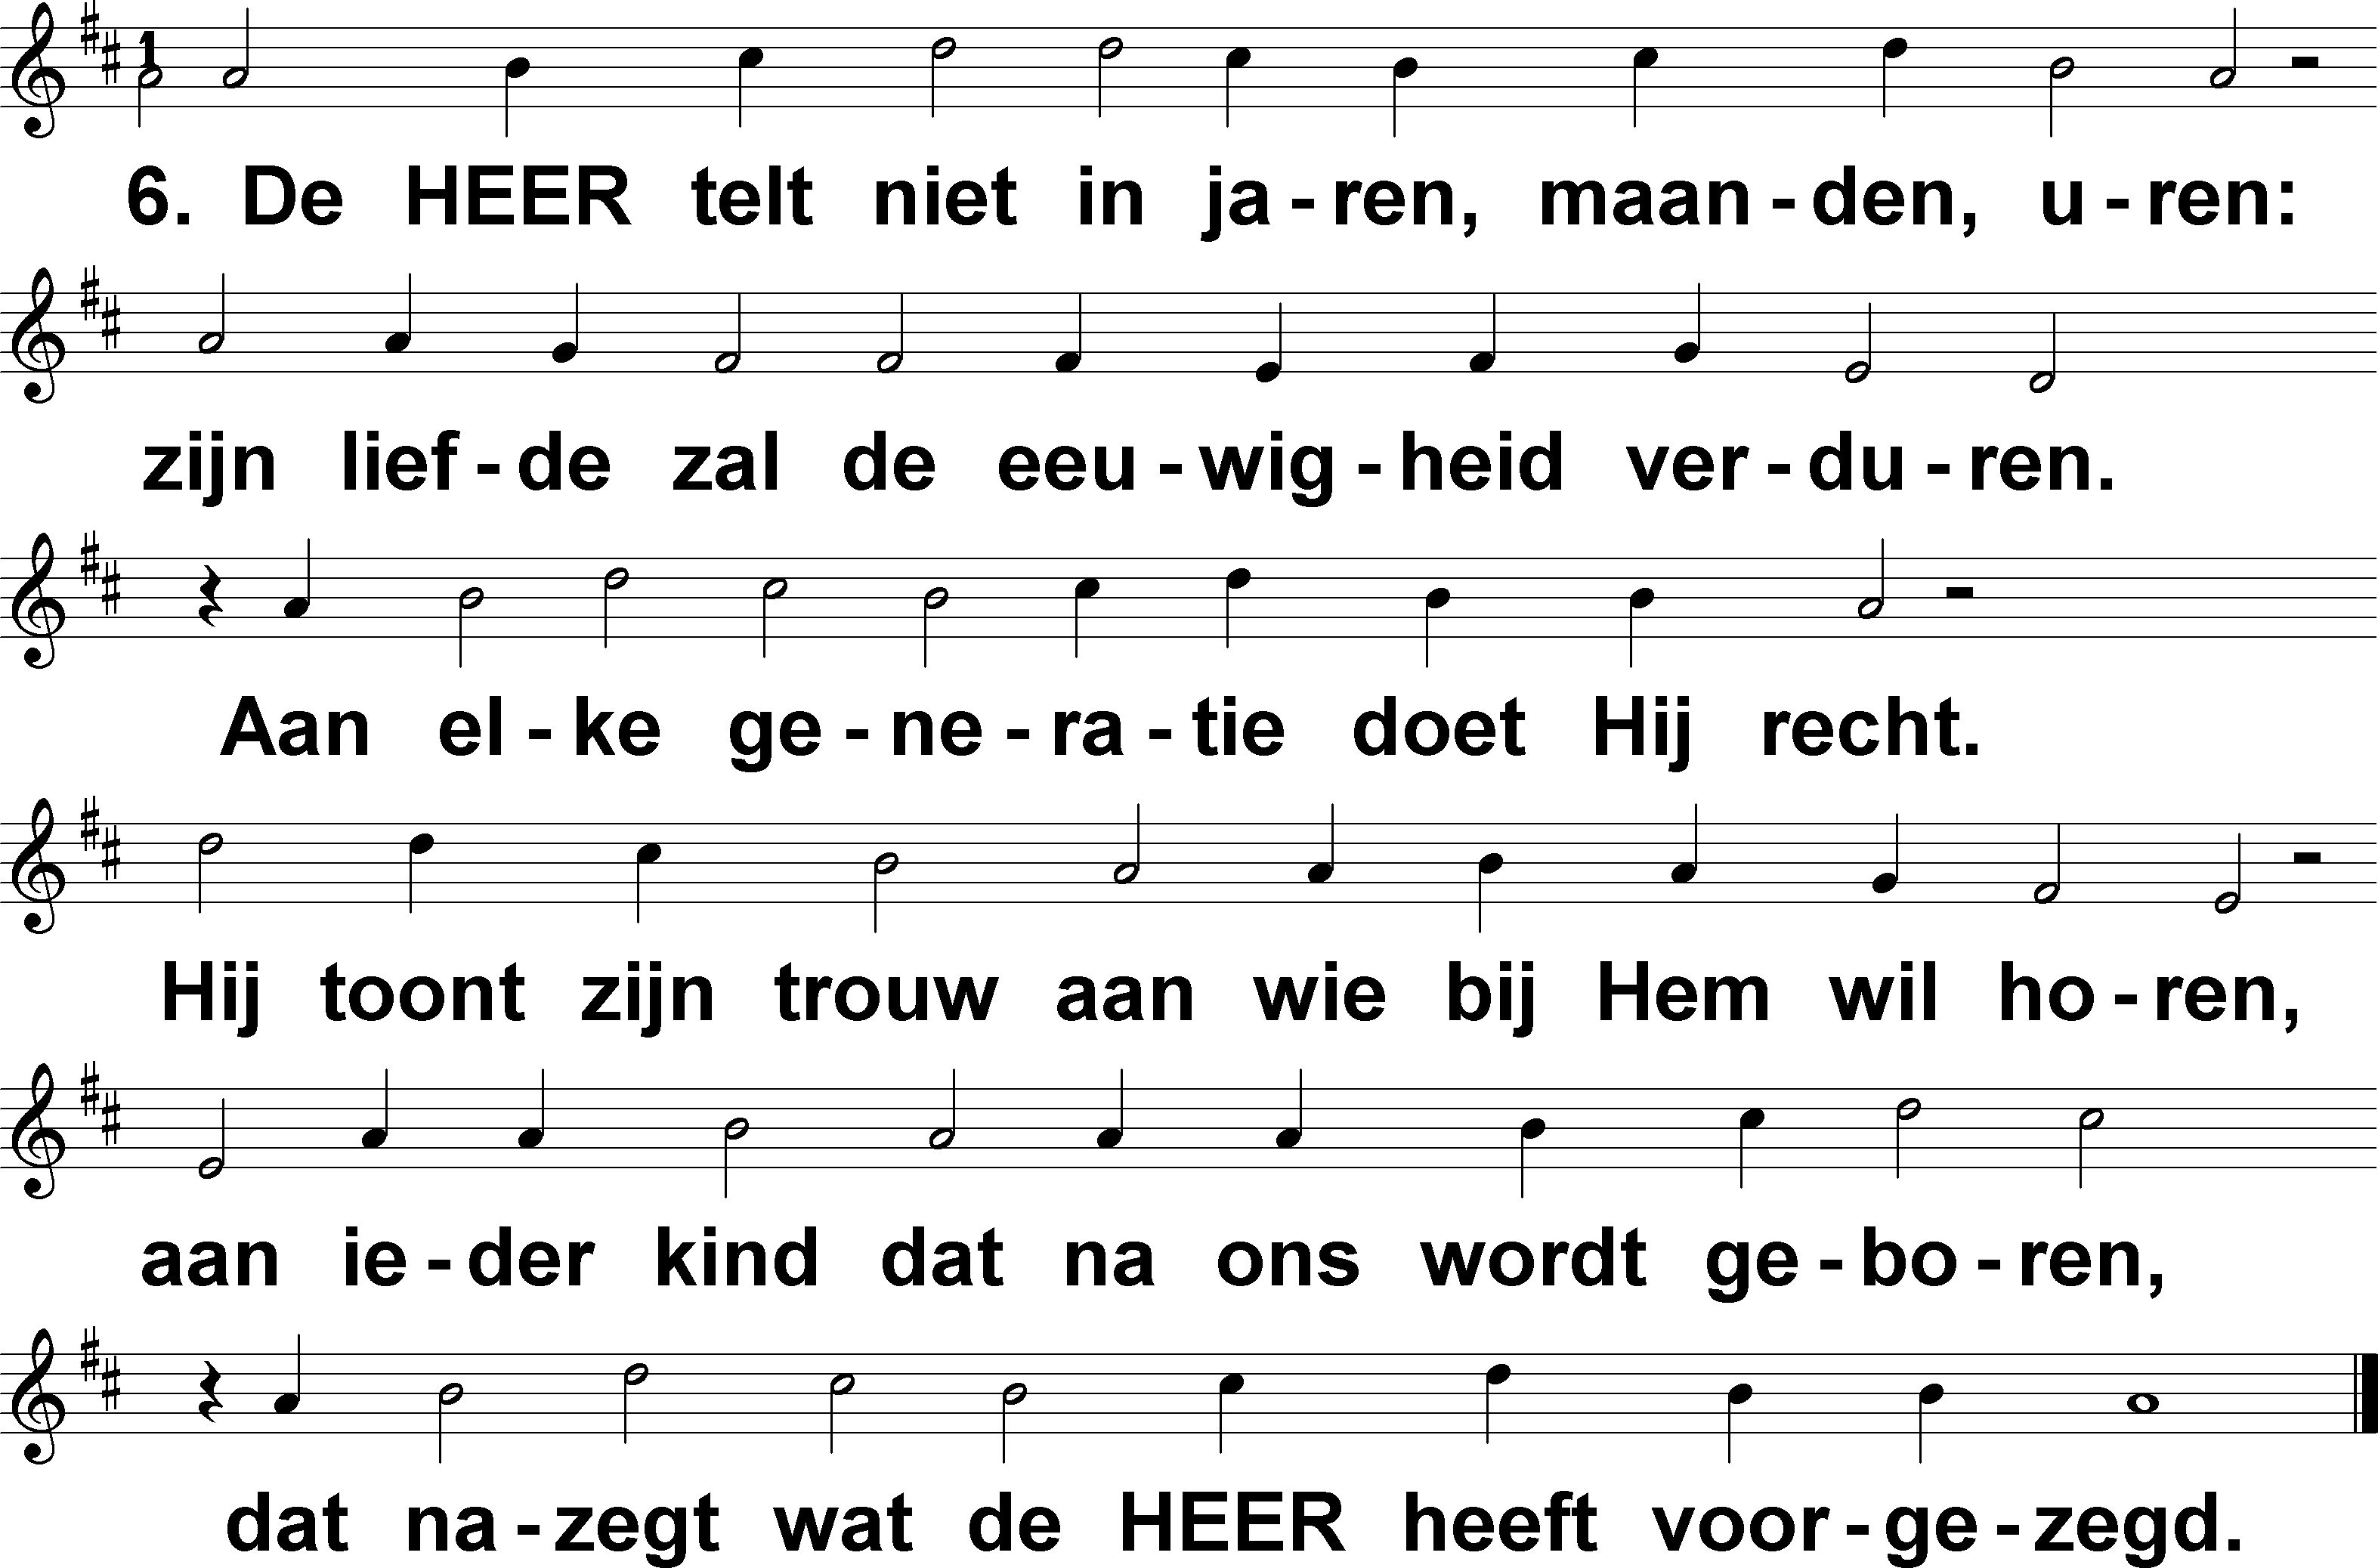 6. De HEER telt niet in ja-ren, maan-den, u-ren:
zijn lief-de zal de eeu-wig-heid ver-du-ren.
Aan el-ke ge-ne-ra-tie doet Hij recht.
Hij toont zijn trouw aan wie bij Hem wil ho-ren,
aan ie-der kind dat na ons wordt ge-bo-ren,
dat na-zegt wat de HEER heeft voor-ge-zegd.